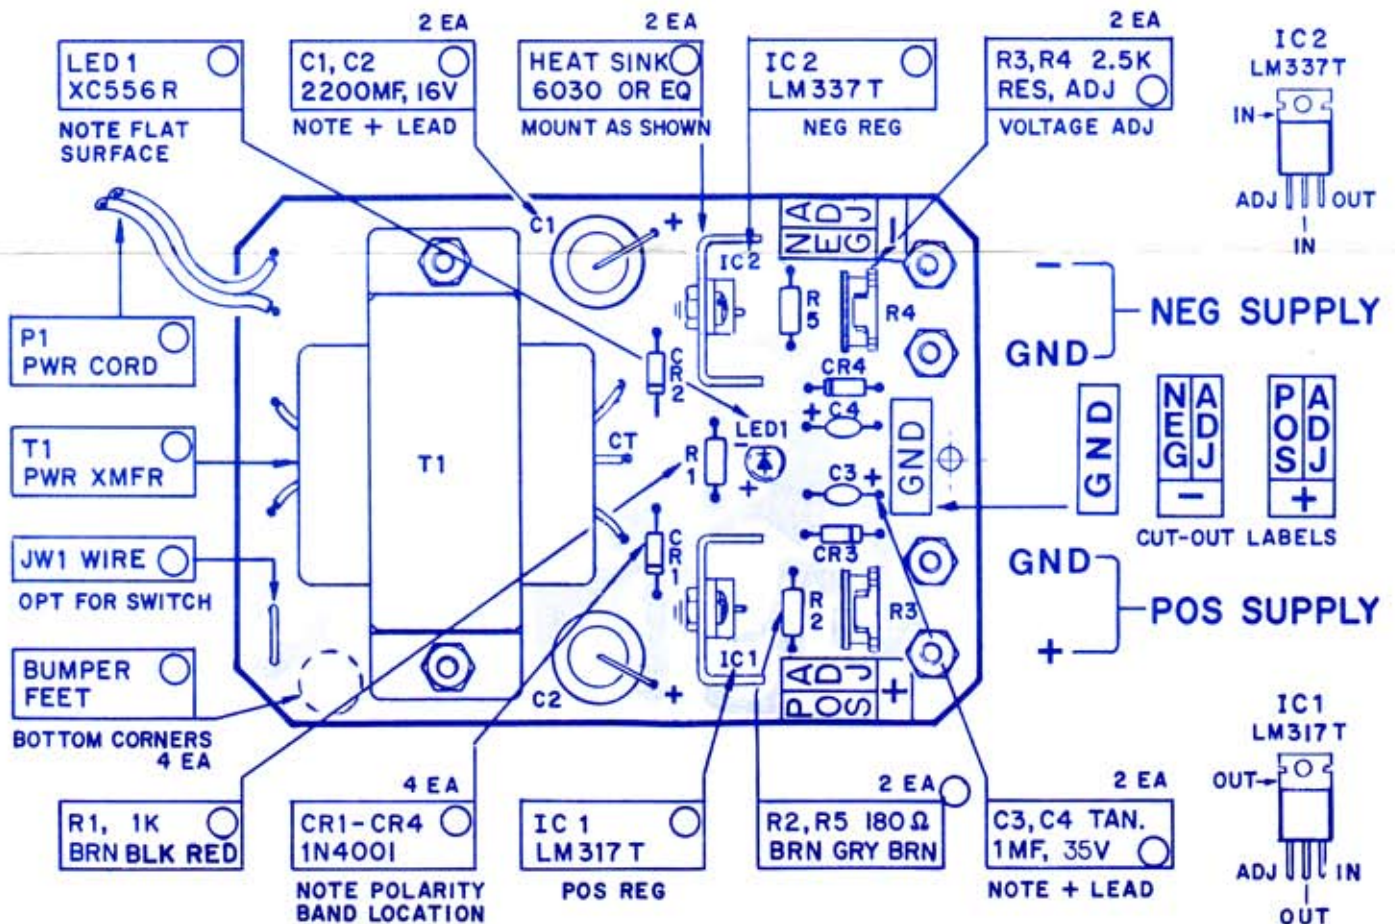 2 EA
2 EA
2 EA
LED 1
XC556R
C1, C2
2200MF, 16V
HEAT SINK
6030 OR EQ
IC 2
LM337T
R3, R4 2.5K
RES, ADJ
NOTE FLAT
SURFACE
NOTE + LEAD
MOUNT AS SHOWN
NEG REG
VOLTAGE ADJ
IC2
LM337T
IN
ADJ
OUT
IN
P1
PWR CORD
T1
PWR XMFR
JW1 WIRE
OPT FOR SWITCH
BUMPER
FEET
BOTTOM CORNERS
4 EA
C1
+
IC2
NEG
ADJ
−
R5
R4
CR2
CR4
+
C4
LED1
−
+
CT
T1
R1
C3
+
GND
CR1
CR3
R2
R3
IC1
C2
+
POS
ADJ
+
−
NEG SUPPLY
GND
GND
NEG
ADJ
−
POS
ADJ
+
CUT-OUT LABELS
GND
POS SUPPLY
+
IC1
LM317T
OUT
ADJ
IN
OUT
4 EA
2 EA
2 EA
R1, 1K
BRN BLK RED
CR1-CR4
1N4001
NOTE POLARITY
BAND LOCATION
IC 1
LM317T
POS REG
R2, R5 180Ω
BRN GRY BRN
C3, C4 TAN.
1MF, 35V
NOTE + LEAD